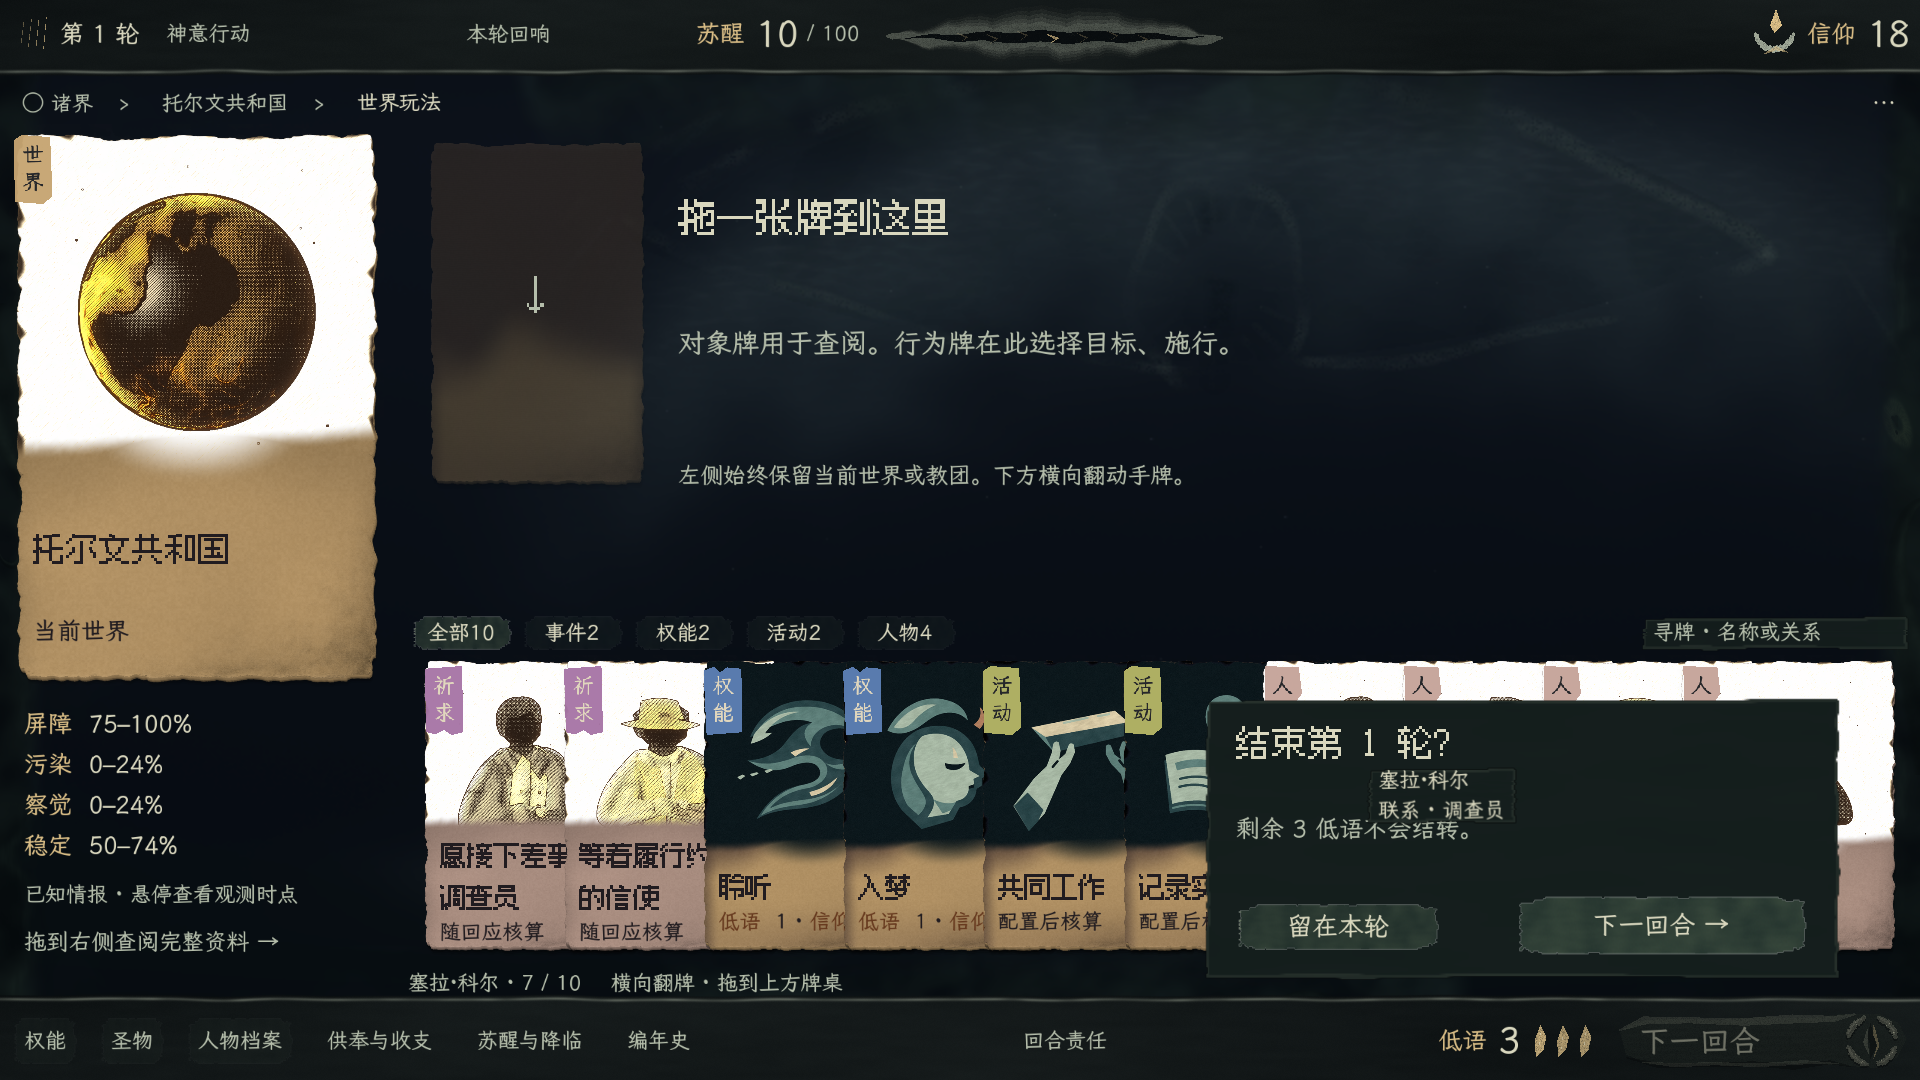 第 1 轮
神意行动
本轮回响
苏醒 10 / 100
信仰 18
诸界 > 托尔文共和国 > 世界玩法
...
世界
托尔文共和国
当前世界
拖一张牌到这里
对象牌用于查阅。行为牌在此选择目标、施行。
左侧始终保留当前世界或教团。下方横向翻动手牌。
屏障 75–100%
污染 0–24%
察觉 0–24%
稳定 50–74%
已知情报·悬停查看观测时点
拖到右侧查阅完整资料 →
全部10
事件2
权能2
活动2
人物4
寻牌·名称或关系
祈求
愿接下差事
调查员
随回应核算
祈求
等着履行约
的信使
随回应核算
权能
聆听
低语 1·信仰
权能
入梦
低语 1·信仰
活动
共同工作
配置后核算
活动
记录实
配置后核
人
人
人
人
结束第 1 轮?
塞拉·科尔
联系·调查员
剩余 3 低语不会结转。
留在本轮
下一回合 →
塞拉·科尔·7 / 10
横向翻牌·拖到上方牌桌
权能
圣物
人物档案
供奉与收支
苏醒与降临
编年史
回合责任
低语 3
下一回合